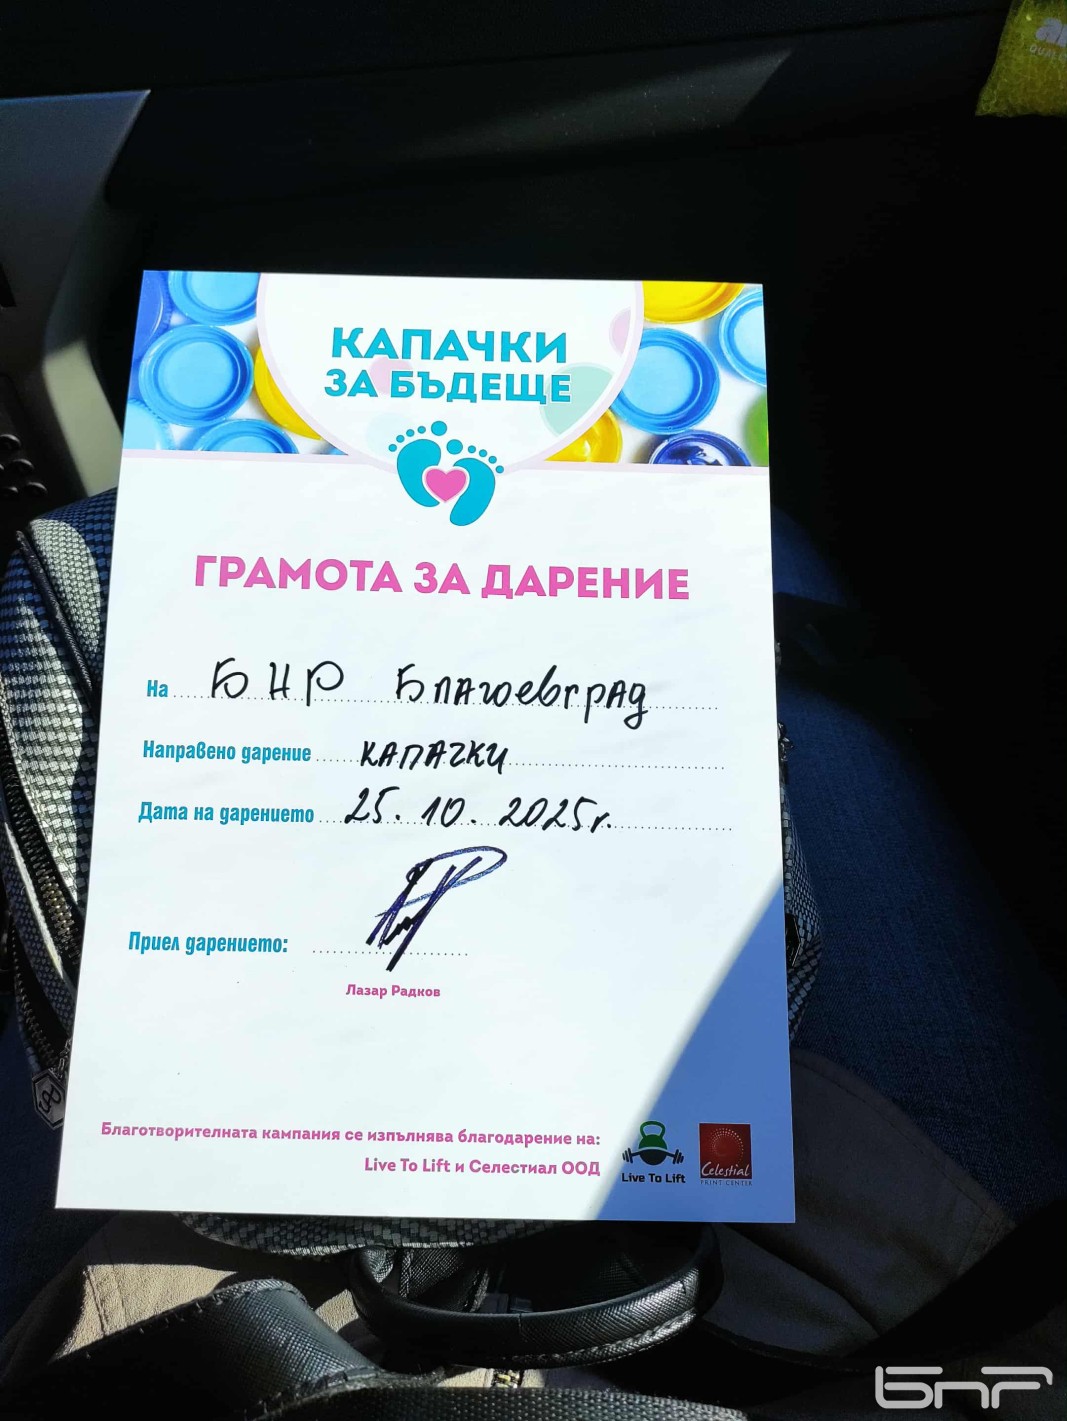 КАПАЧКИ
ЗА БЪДЕЩЕ
ГРАМОТА ЗА ДАРЕНИЕ
На БНР Благоевград
Направено дарение КАПАЧКИ
Дата на дарението 25.10.2025г.
Приел дарението:
Лазар Радков
Благотворителната кампания се изпълнява благодарение на:
Live To Lift и Селестиал ООД
Live To Lift
Celestial
PRINT CENTER
БНР